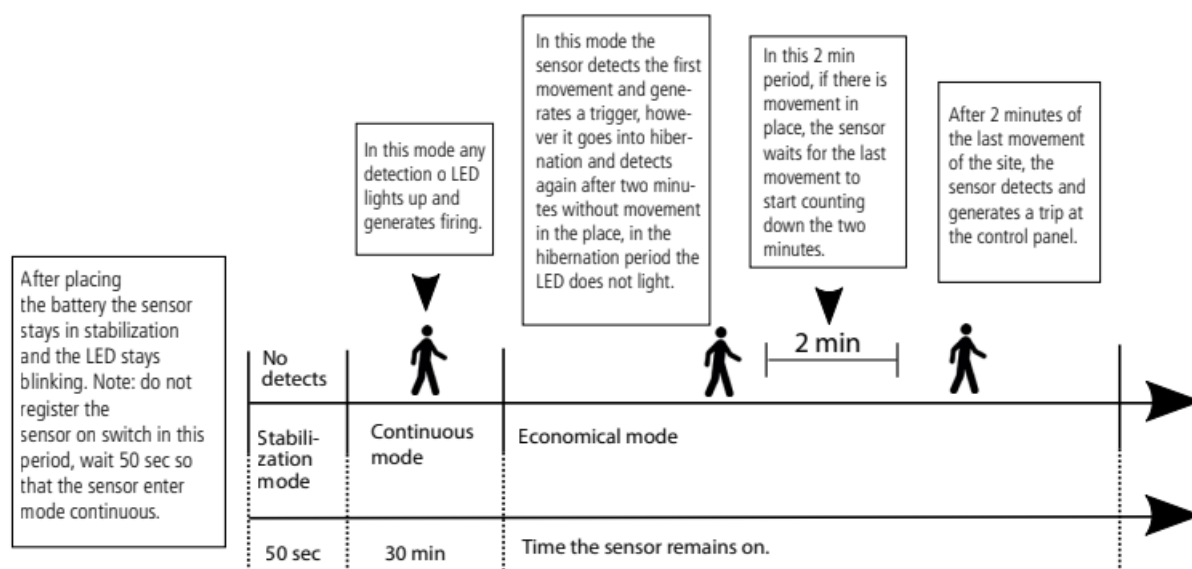 After placing
the battery the sensor
stays in stabilization
and the LED stays
blinking. Note: do not
register the
sensor on switch in this
period, wait 50 sec so
that the sensor enter
mode continuous.
In this mode any
detection o LED
lights up and
generates firing.
In this mode the
sensor detects the first
movement and gene-
rates a trigger, howe-
ver it goes into hiber-
nation and detects
again after two minu-
tes without movement
in the place, in the
hibernation period the
LED does not light.
In this 2 min
period, if there is
movement in
place, the sensor
waits for the last
movement to
start counting
down the two
minutes.
After 2 minutes of
the last movement
of the site, the
sensor detects and
generates a trip at
the control panel.
No
detects
2 min
Stabili-
zation
mode
Continuous
mode
Economical mode
50 sec
30 min
Time the sensor remains on.